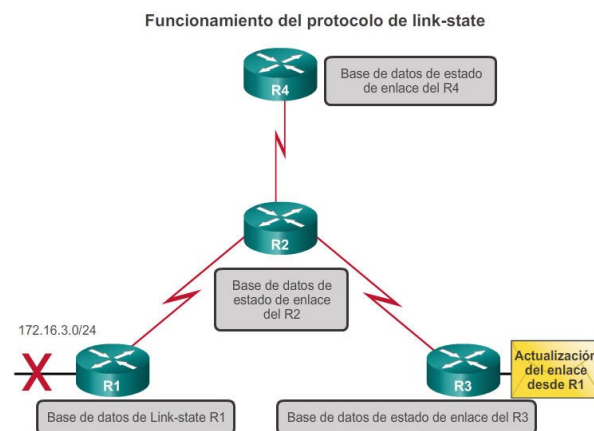 Funcionamiento del protocolo de link-state
R4
Base de datos de estado
de enlace del R4
R2
Base de datos de
estado de enlace
del R2
172.16.3.0/24
R1
R3
Actualización
del enlace
desde R1
Base de datos de Link-state R1
Base de datos de estado de enlace del R3